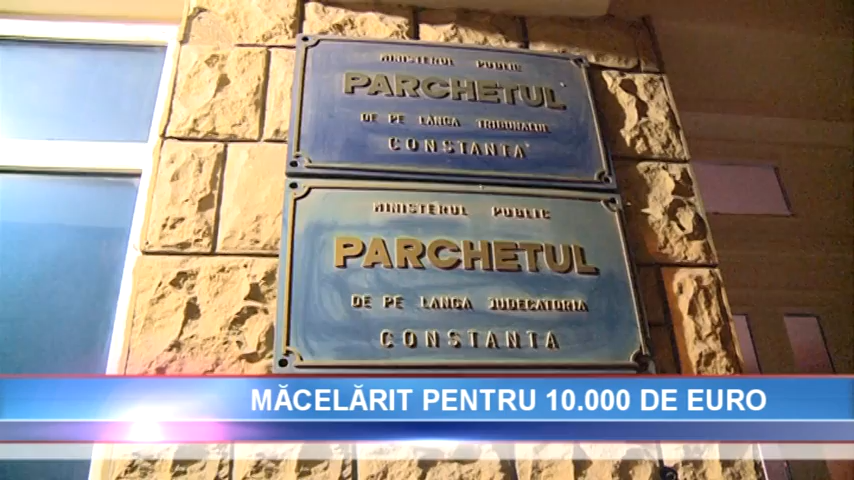 MINISTERUL PUBLIC
PARCHETUL
DE PE LANGA TRIBUNALUL
CONSTANTA
MINISTERUL PUBLIC
PARCHETUL
DE PE LANGA JUDECATORIA
CONSTANTA
MĂCELĂRIT PENTRU 10.000 DE EURO